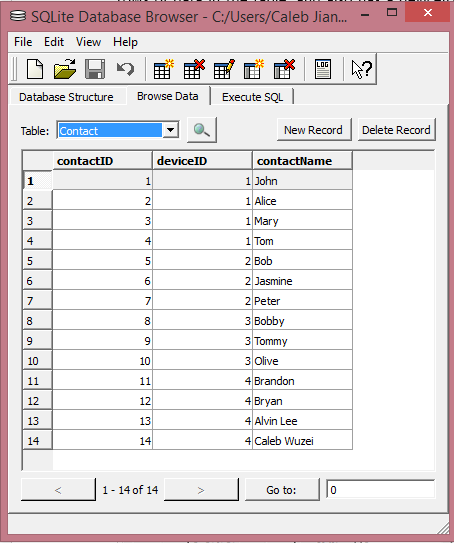 SQLite Database Browser - C:/Users/Caleb Jian...
File Edit View Help
LOG
Database Structure Browse Data Execute SQL
Table: Contact New Record Delete Record
contactID deviceID contactName
1 1 1 John
2 2 1 Alice
3 3 1 Mary
4 4 1 Tom
5 5 2 Bob
6 6 2 Jasmine
7 7 2 Peter
8 8 3 Bobby
9 9 3 Tommy
10 10 3 Olive
11 11 4 Brandon
12 12 4 Bryan
13 13 4 Alvin Lee
14 14 4 Caleb Wuzei
< 1 - 14 of 14 > Go to: 0